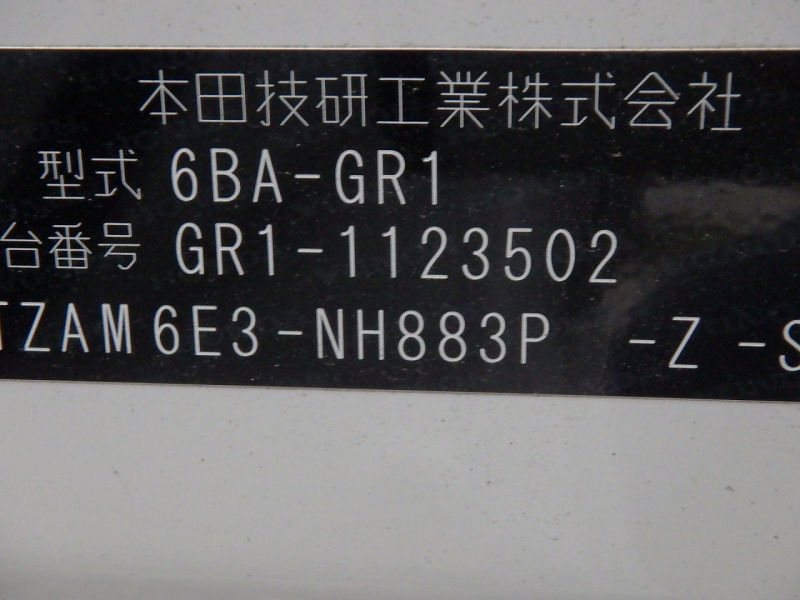 本田技研工業株式会社
型式 6BA-GR1
台番号 GR1-1123502
TZAM6E3-NH883P -Z -S